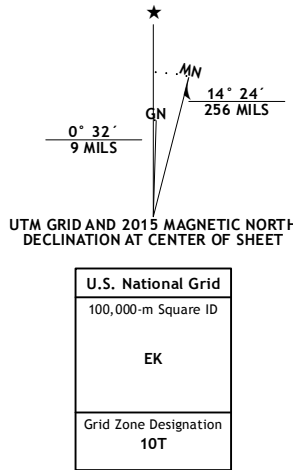 ★
MN
GN
14° 24´
256 MILS
0° 32´
9 MILS
UTM GRID AND 2015 MAGNETIC NORTH
DECLINATION AT CENTER OF SHEET
U.S. National Grid
100,000-m Square ID
EK
Grid Zone Designation
10T